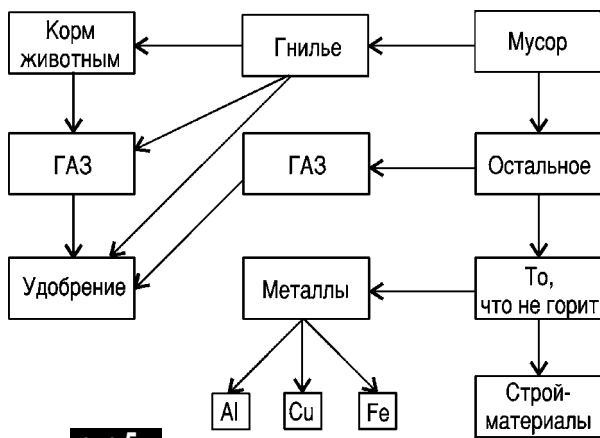 Корм
животным
Гнилье
Мусор
ГАЗ
ГАЗ
Остальное
Удобрение
Металлы
То,
что не горит
Al
Cu
Fe
Строй-
материалы